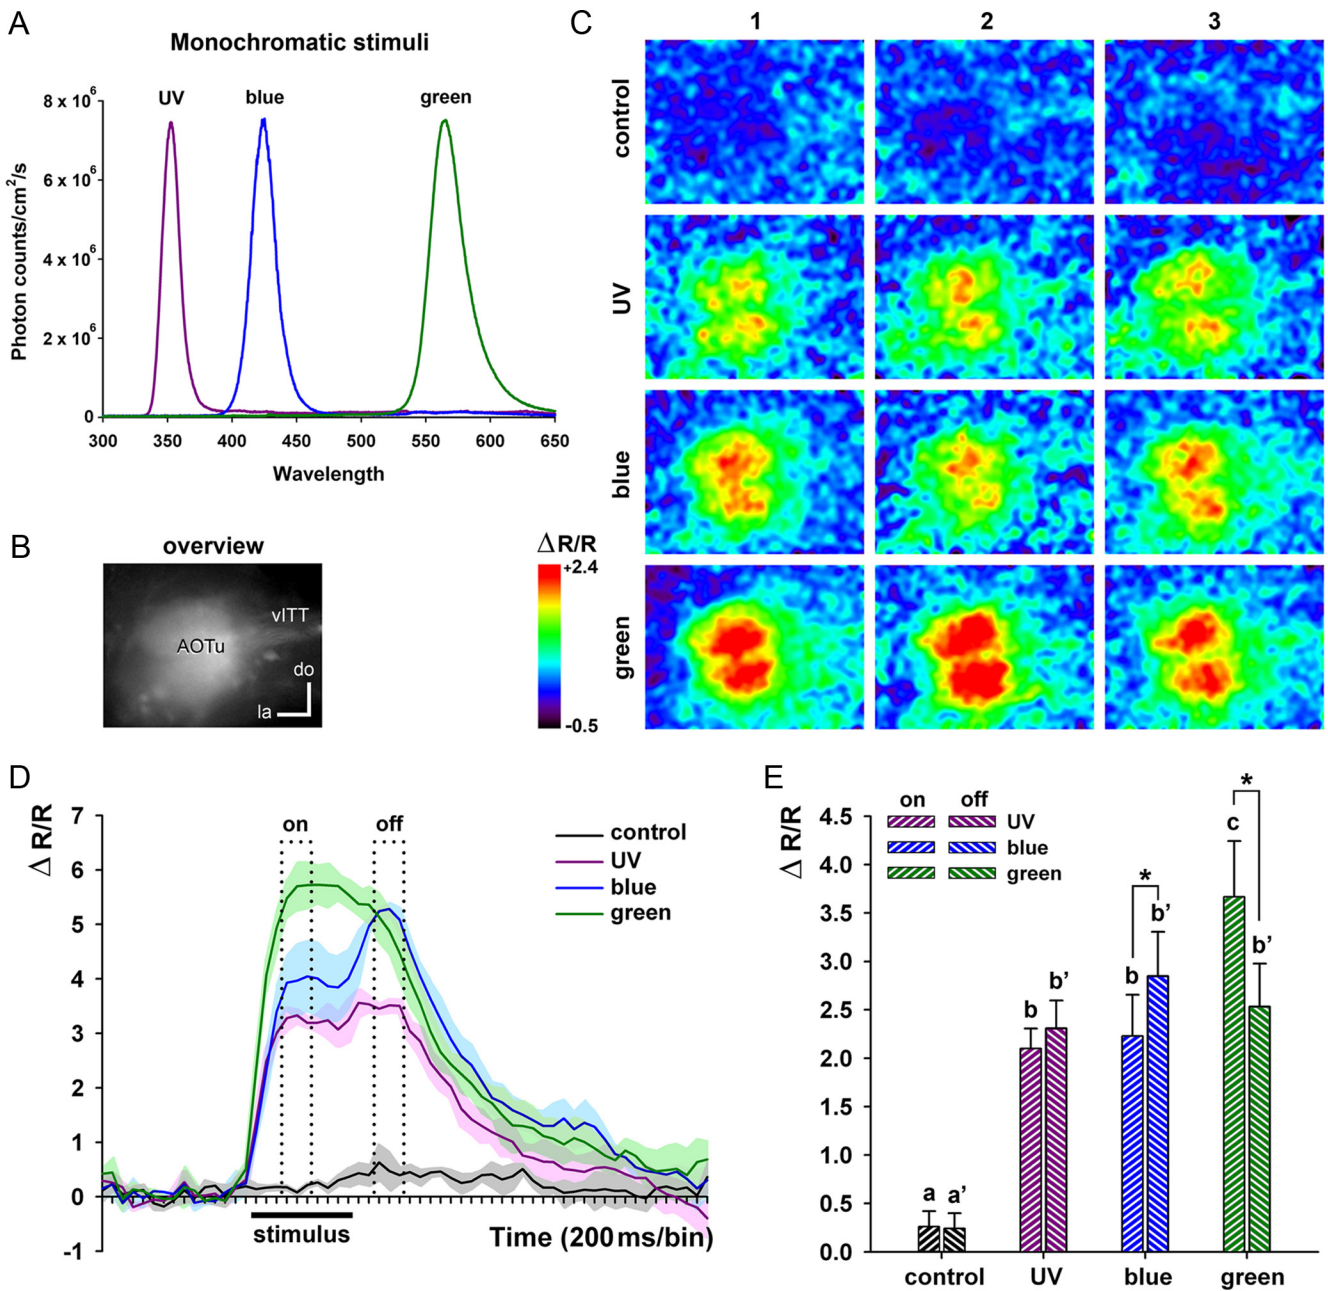 A
Monochromatic stimuli
UV
blue
green
8 x 10⁶
6 x 10⁶
4 x 10⁶
2 x 10⁶
0
Photon counts/cm²/s
300 350 400 450 500 550 600 650
Wavelength
B
overview
AOTu
vlTT
do
la
Δ R/R
+2.4
-0.5
C
1 2 3
control
UV
blue
green
D
Δ R/R
7
6
5
4
3
2
1
0
-1
on
off
control
UV
blue
green
stimulus
Time (200 ms/bin)
E
Δ R/R
4.5
4.0
3.5
3.0
2.5
2.0
1.5
1.0
0.5
0.0
on off
UV
blue
green
a a’
b b’
b b’
*
c b’
*
control UV blue green